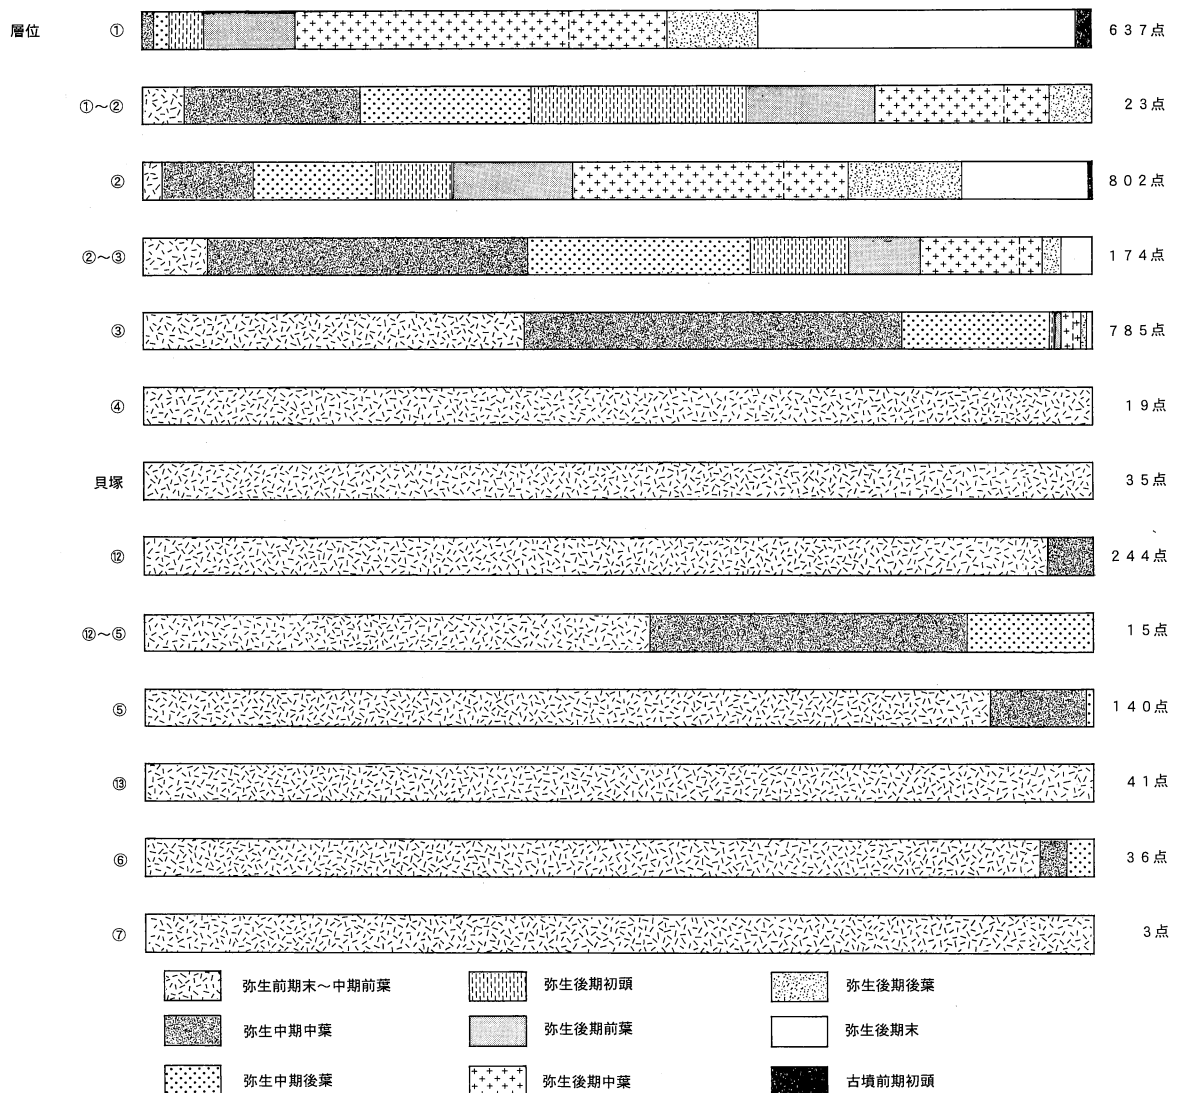 層位 ① 637点
①～② 23点
② 802点
②～③ 174点
③ 785点
④ 19点
貝塚 35点
⑫ 244点
⑫～⑤ 15点
⑤ 140点
⑬ 41点
⑥ 36点
⑦ 3点
弥生前期末～中期前葉 弥生後期初頭 弥生後期後葉
弥生中期中葉 弥生後期前葉 弥生後期末
弥生中期後葉 弥生後期中葉 古墳前期初頭